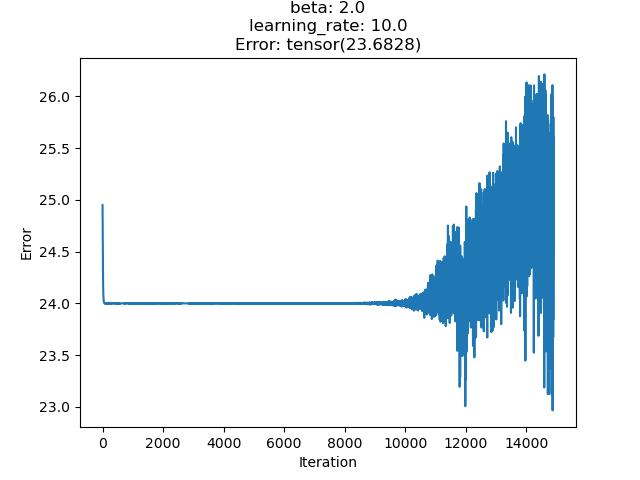 beta: 2.0
learning_rate: 10.0
Error: tensor(23.6828)
26.0
25.5
25.0
24.5
24.0
23.5
23.0
Error
0 2000 4000 6000 8000 10000 12000 14000
Iteration